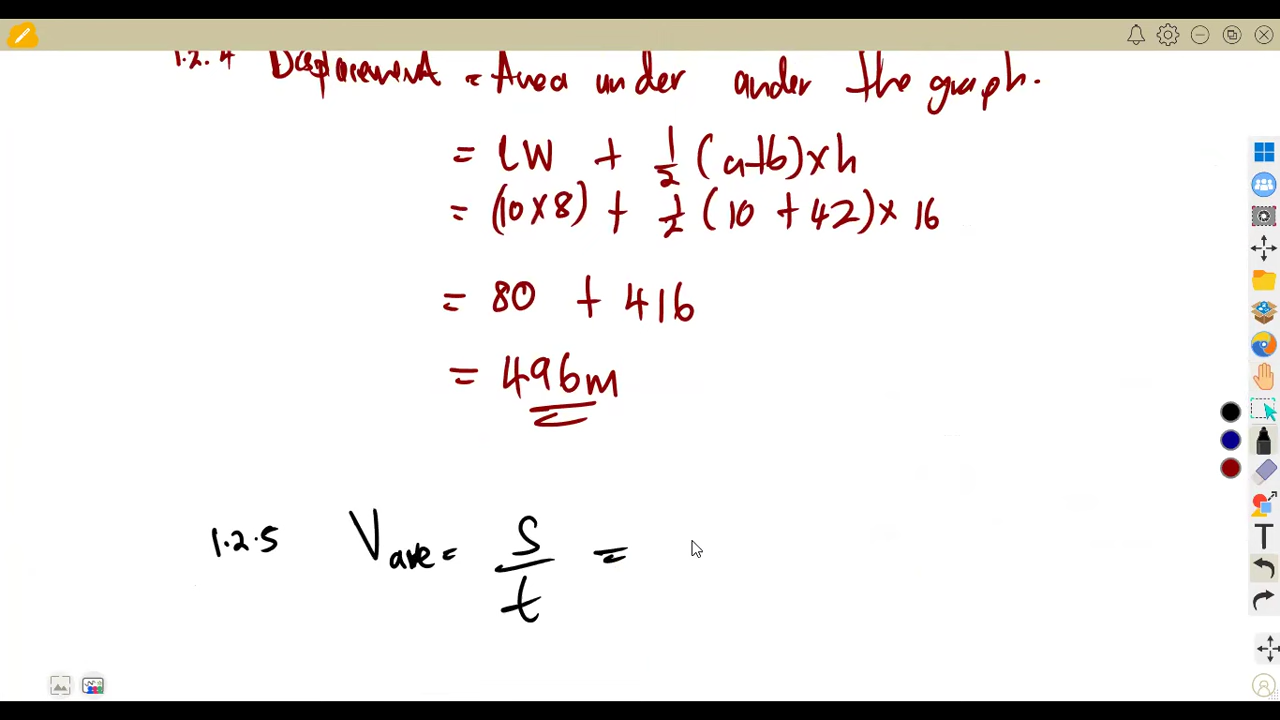 1.2.4 Displacement = Area under under the graph.
= lw + 1/2 (a+b) × h
= (10 × 8) + 1/2 (10 + 42) × 16
= 80 + 416
= 496m
1.2.5 Vave = s/t =
T